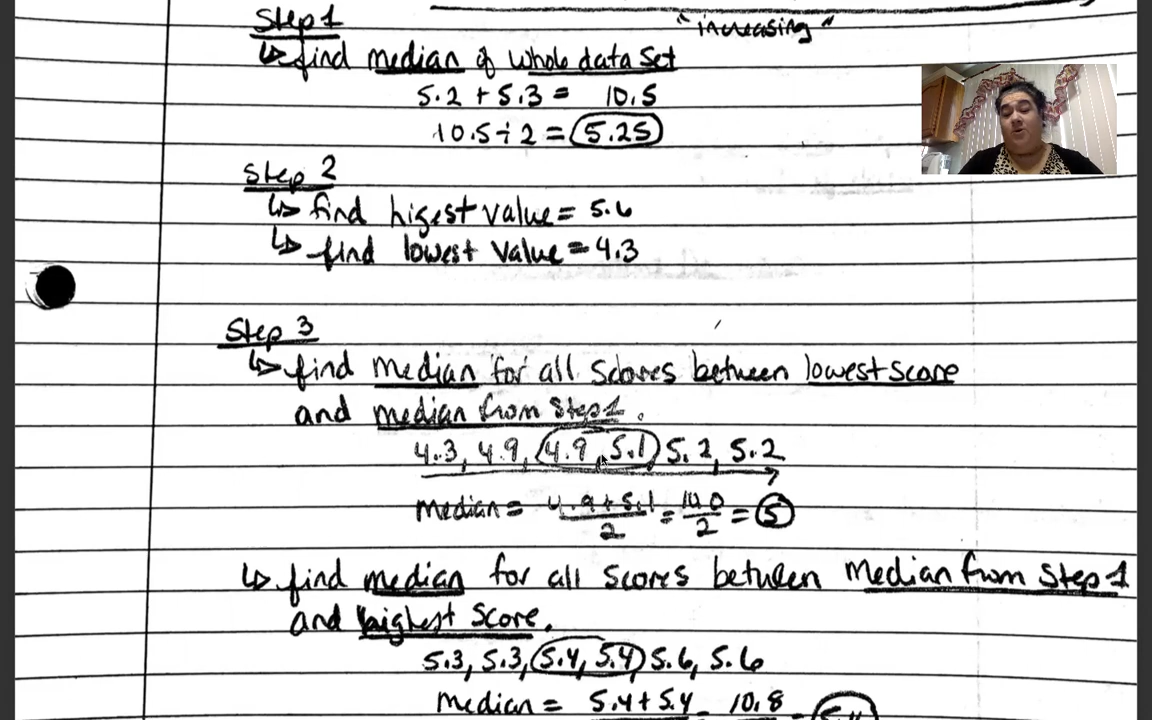 "increasing"
Step 1
↳ find median of whole data set
5.2 + 5.3 = 10.5
10.5 ÷ 2 = 5.25
Step 2
↳ find higest value = 5.6
↳ find lowest value = 4.3
Step 3
↳ find median for all scores between lowest score
and median from Step 1.
4.3, 4.9, 4.9, 5.1, 5.2, 5.2
median = 4.9 + 5.1 / 2 = 10.0 / 2 = 5
↳ find median for all scores between median from Step 1
and highest score.
5.3, 5.3, 5.4, 5.4, 5.6, 5.6
median = 5.4 + 5.4 = 10.8 =